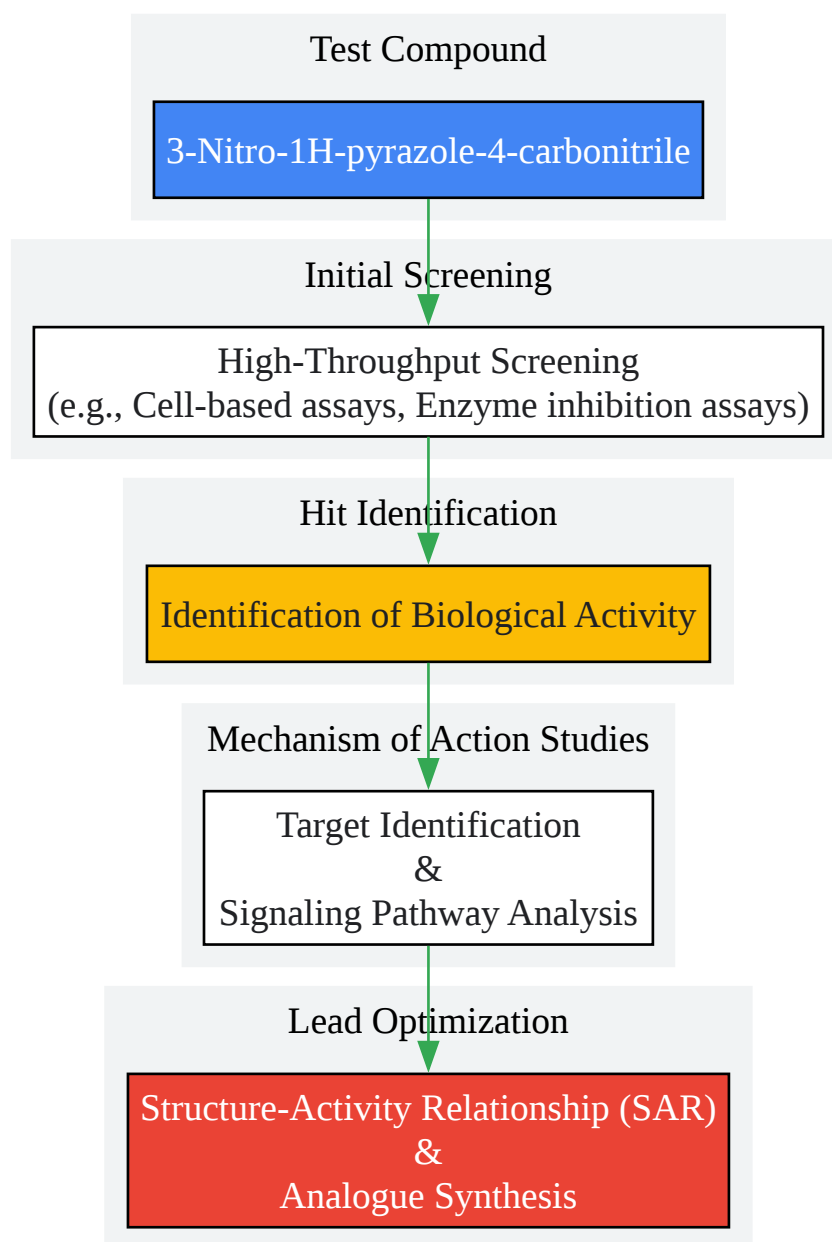 Test Compound
3-Nitro-1H-pyrazole-4-carbonitrile
Initial Screening
High-Throughput Screening
(e.g., Cell-based assays, Enzyme inhibition assays)
Hit Identification
Identification of Biological Activity
Mechanism of Action Studies
Target Identification
&
Signaling Pathway Analysis
Lead Optimization
Structure-Activity Relationship (SAR)
&
Analogue Synthesis